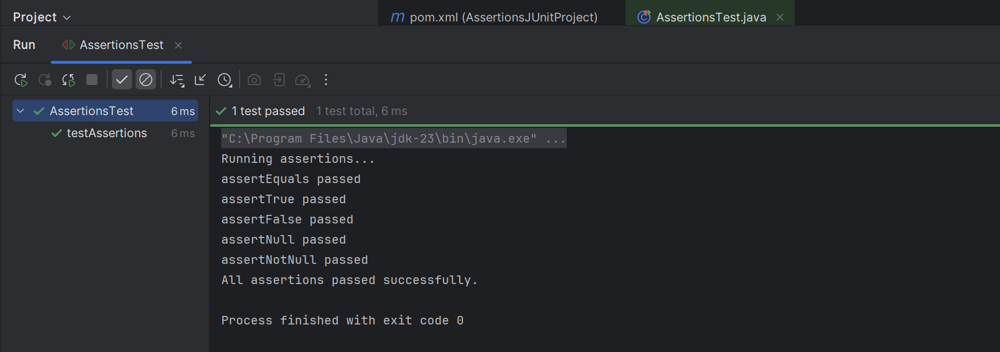 Project
pom.xml (AssertionsJUnitProject)
AssertionsTest.java
Run
AssertionsTest
AssertionsTest 6 ms
testAssertions 6 ms
1 test passed 1 test total, 6 ms
"C:\Program Files\Java\jdk-23\bin\java.exe" ...
Running assertions...
assertEquals passed
assertTrue passed
assertFalse passed
assertNull passed
assertNotNull passed
All assertions passed successfully.
Process finished with exit code 0